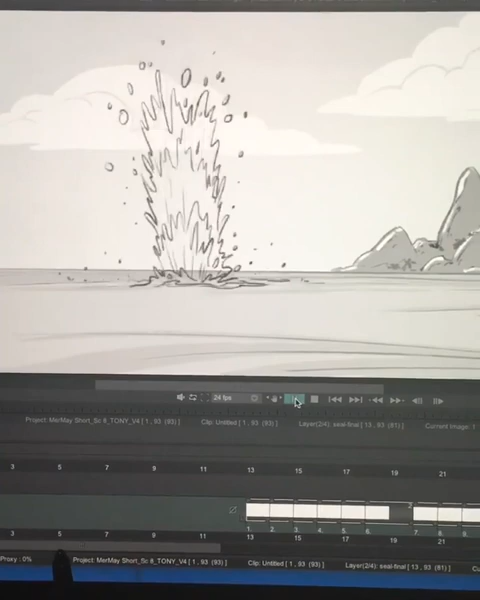 24 fps
Project: MerMay Short_Sc 8_TONY_V4 [ 1 , 93 (93) ] Clip: Untitled [ 1 , 93 (93) ] Layer(2/4): seal-final [ 13 , 93 (81) ] Current Image: 1
3 5 7 9 11 13 15 17 19 21
1. 2. 3. 4. 5. 6. 7. 8. 9.
3 5 7 9 11 13 15 17 19 21
Proxy : 0% Project: MerMay Short_Sc 8_TONY_V4 [ 1 , 93 (93) ] Clip: Untitled [ 1 , 93 (93) ] Layer(2/4): seal-final [ 13 , 93 (81) ] Cu